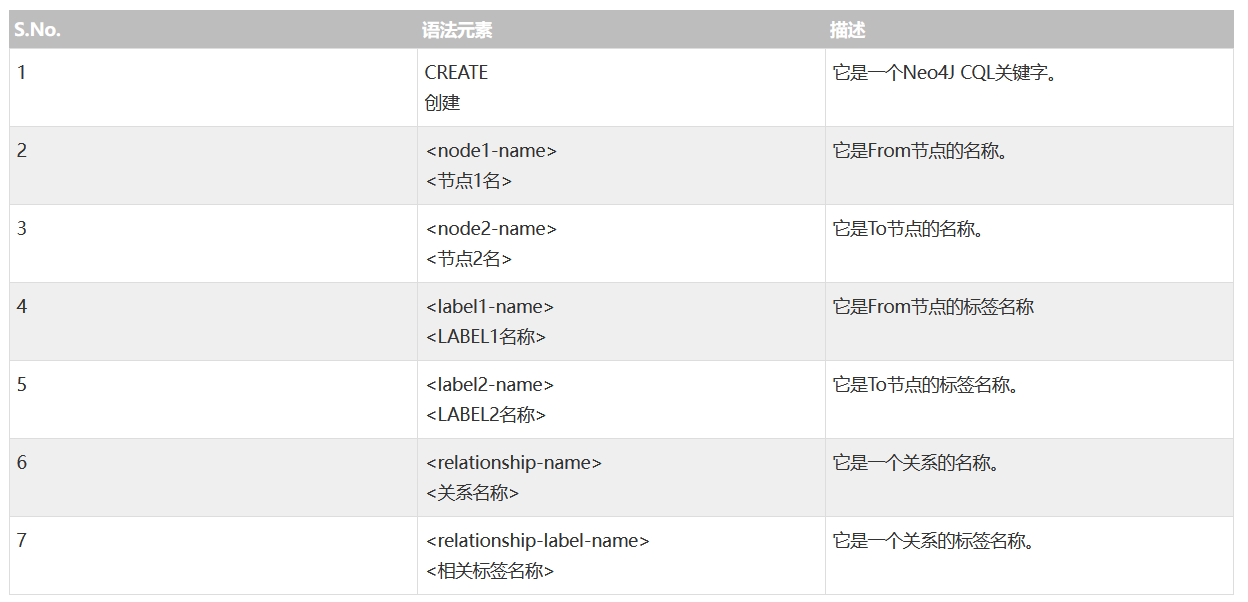 S.No. 语法元素 描述
1 CREATE 它是一个Neo4J CQL关键字。
创建
2 <node1-name> 它是From节点的名称。
<节点1名>
3 <node2-name> 它是To节点的名称。
<节点2名>
4 <label1-name> 它是From节点的标签名称
<LABEL1名称>
5 <label2-name> 它是To节点的标签名称。
<LABEL2名称>
6 <relationship-name> 它是一个关系的名称。
<关系名称>
7 <relationship-label-name> 它是一个关系的标签名称。
<相关标签名称>